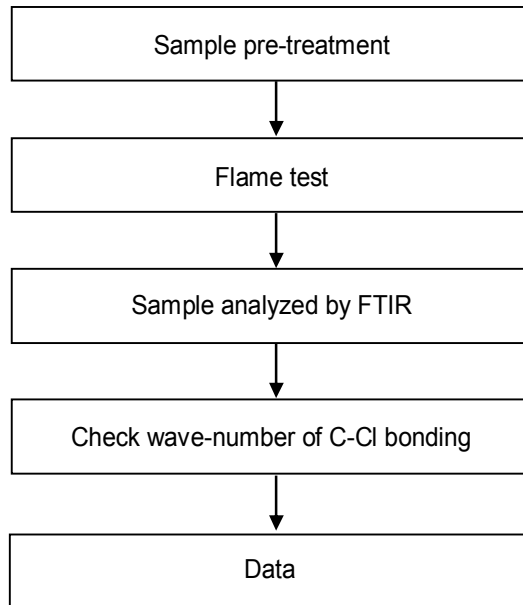 Sample pre-treatment
Flame test
Sample analyzed by FTIR
Check wave-number of C-Cl bonding
Data